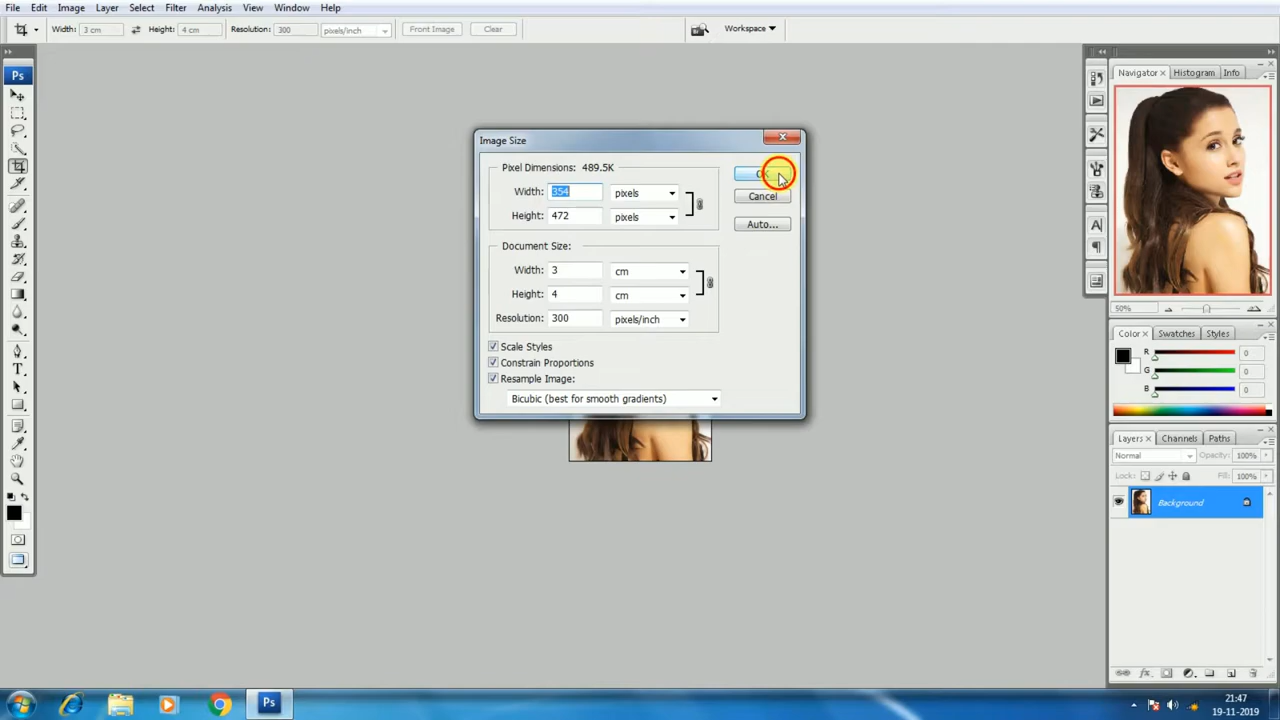 File Edit Image Layer Select Filter Analysis View Window Help
Width: 3 cm Height: 4 cm Resolution: 300 pixels/inch Front Image Clear Workspace
Ps
Navigator x Histogram Info
50%
Image Size
Pixel Dimensions: 489.5K
Width: 354 pixels
Height: 472 pixels
OK
Cancel
Auto...
Document Size:
Width: 3 cm
Height: 4 cm
Resolution: 300 pixels/inch
Scale Styles
Constrain Proportions
Resample Image:
Bicubic (best for smooth gradients)
A
T
Color x Swatches Styles
R 0
G 0
B 0
Layers x Channels Paths
Normal Opacity: 100%
Lock: Fill: 100%
Background
fx
Ps
21:47
19-11-2019